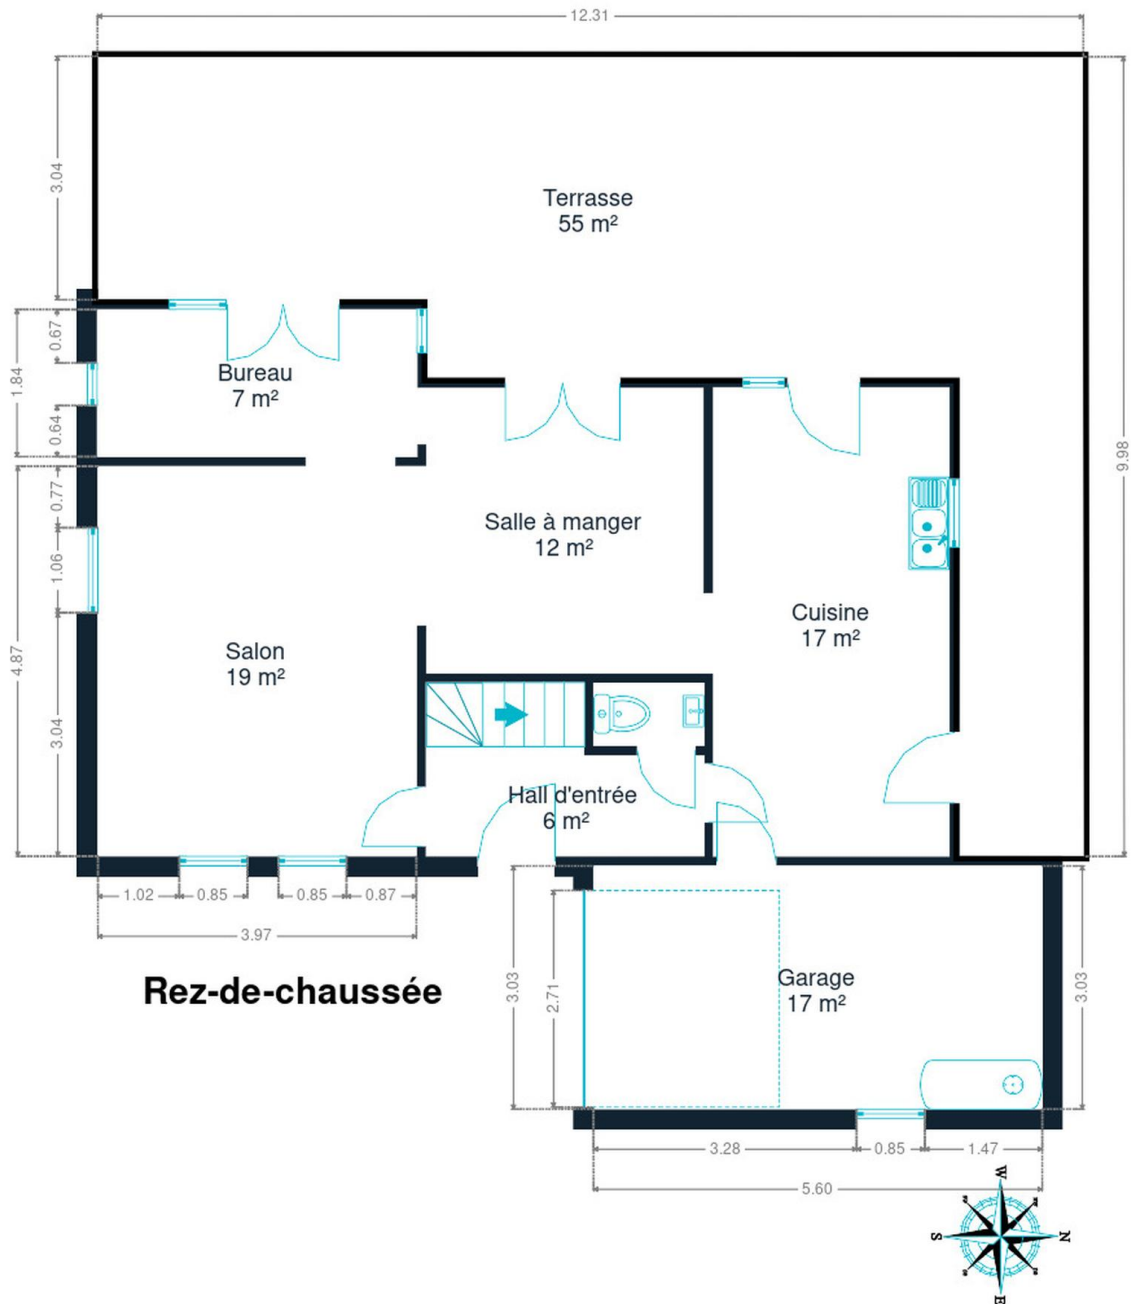 12.31
3.04
9.98
Terrasse
55 m²
0.67
1.84
0.64
Bureau
7 m²
0.77
1.06
4.87
3.04
Salle à manger
12 m²
Cuisine
17 m²
Salon
19 m²
Hall d'entrée
6 m²
1.02
0.85
0.85
0.87
3.97
Rez-de-chaussée
3.03
2.71
Garage
17 m²
3.03
3.28
0.85
1.47
5.60
W
S
N
E